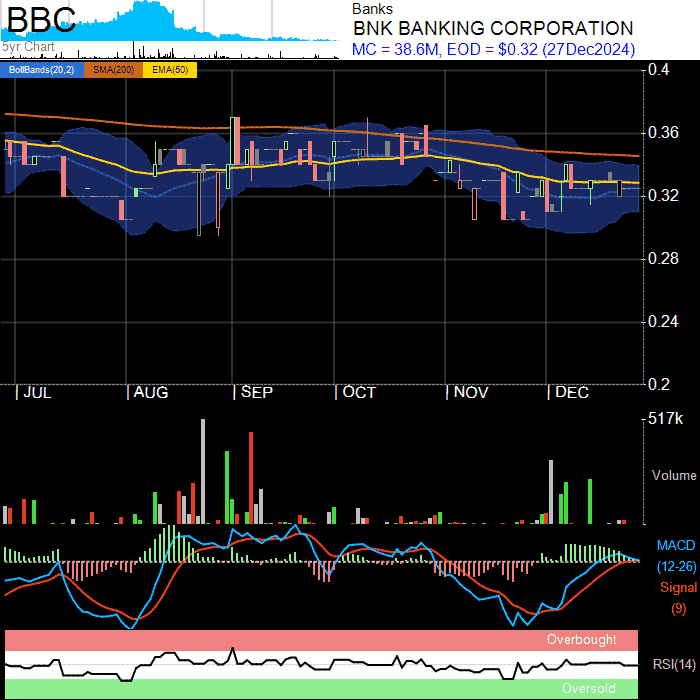 BBC
5yr Chart
Banks
BNK BANKING CORPORATION
MC = 38.6M, EOD = $0.32 (27Dec2024)
BollBands(20,2) SMA(200) EMA(50)
0.4
0.36
0.32
0.28
0.24
0.2
JUL AUG SEP OCT NOV DEC
517k
Volume
MACD
(12-26)
Signal
(9)
Overbought
RSI(14)
Oversold